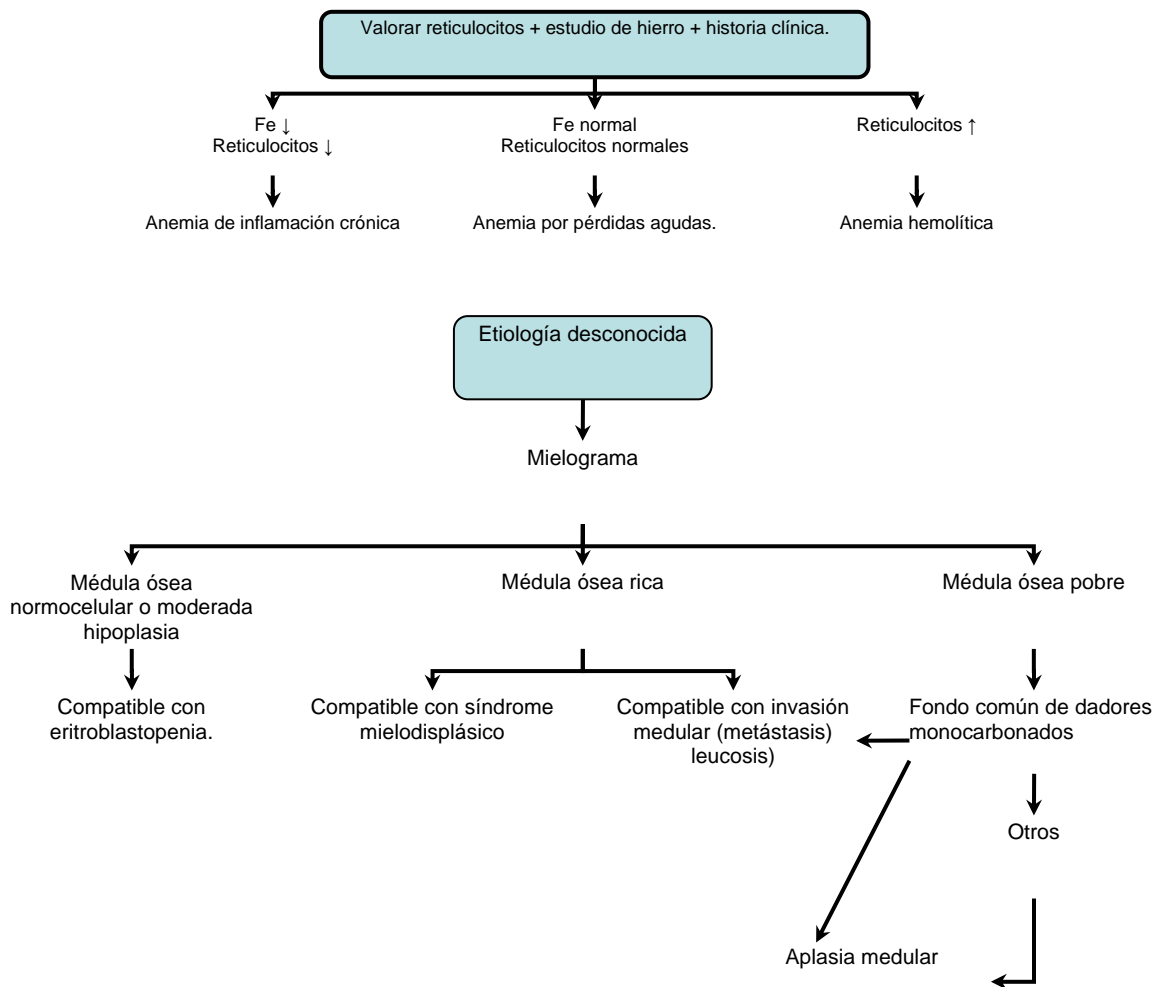 Valorar reticulocitos + estudio de hierro + historia clínica.
Fe ↓
Reticulocitos ↓
Fe normal
Reticulocitos normales
Reticulocitos ↑
Anemia de inflamación crónica
Anemia por pérdidas agudas.
Anemia hemolítica
Etiología desconocida
Mielograma
Médula ósea
normocelular o moderada
hipoplasia
Médula ósea rica
Médula ósea pobre
Compatible con
eritroblastopenia.
Compatible con síndrome
mielodisplásico
Compatible con invasión
medular (metástasis)
leucosis)
Fondo común de dadores
monocarbonados
Otros
Aplasia medular